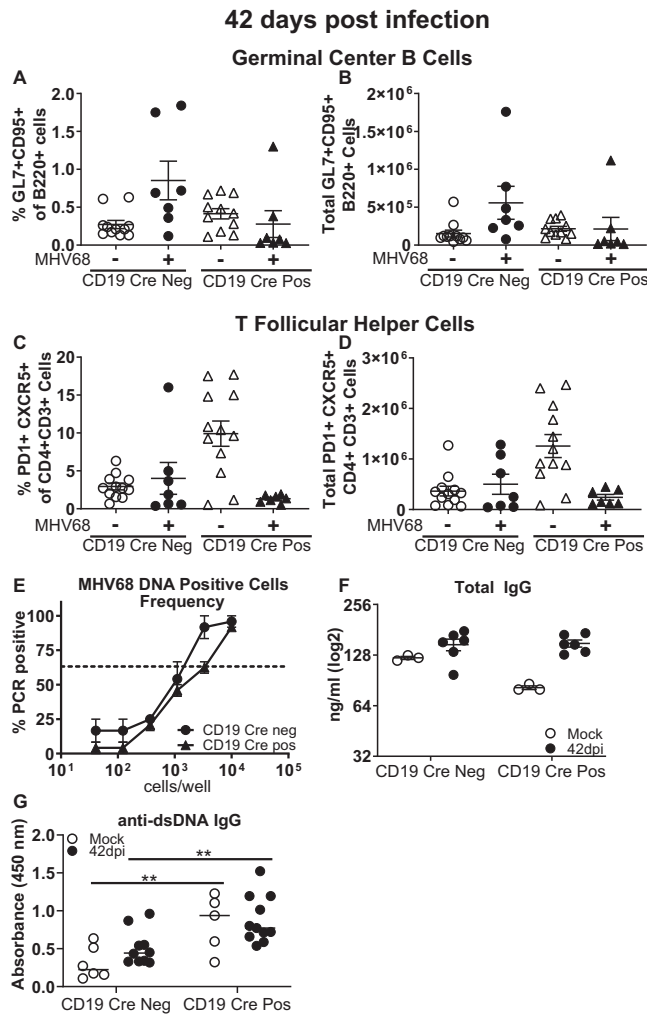 42 days post infection
Germinal Center B Cells
A
% GL7+CD95+
of B220+ cells
2.0
1.5
1.0
0.5
0.0
MHV68 - + - +
CD19 Cre Neg CD19 Cre Pos
B
Total GL7+CD95+
B220+ Cells
2×10⁶
1.5×10⁶
1×10⁶
5×10⁵
0
MHV68 - + - +
CD19 Cre Neg CD19 Cre Pos
T Follicular Helper Cells
C
% PD1+ CXCR5+
of CD4+CD3+ Cells
20
15
10
5
0
MHV68 - + - +
CD19 Cre Neg CD19 Cre Pos
D
Total PD1+ CXCR5+
CD4+ CD3+ Cells
3×10⁶
2×10⁶
1×10⁶
0
MHV68 - + - +
CD19 Cre Neg CD19 Cre Pos
E
MHV68 DNA Positive Cells
Frequency
% PCR positive
100
75
50
25
0
CD19 Cre neg
CD19 Cre pos
10¹ 10² 10³ 10⁴ 10⁵
cells/well
F
Total IgG
ng/ml (log2)
256
128
64
32
Mock
42dpi
CD19 Cre Neg CD19 Cre Pos
G
anti-dsDNA IgG
Absorbance (450 nm)
2.0
1.5
1.0
0.5
0.0
Mock
42dpi
**
**
CD19 Cre Neg CD19 Cre Pos